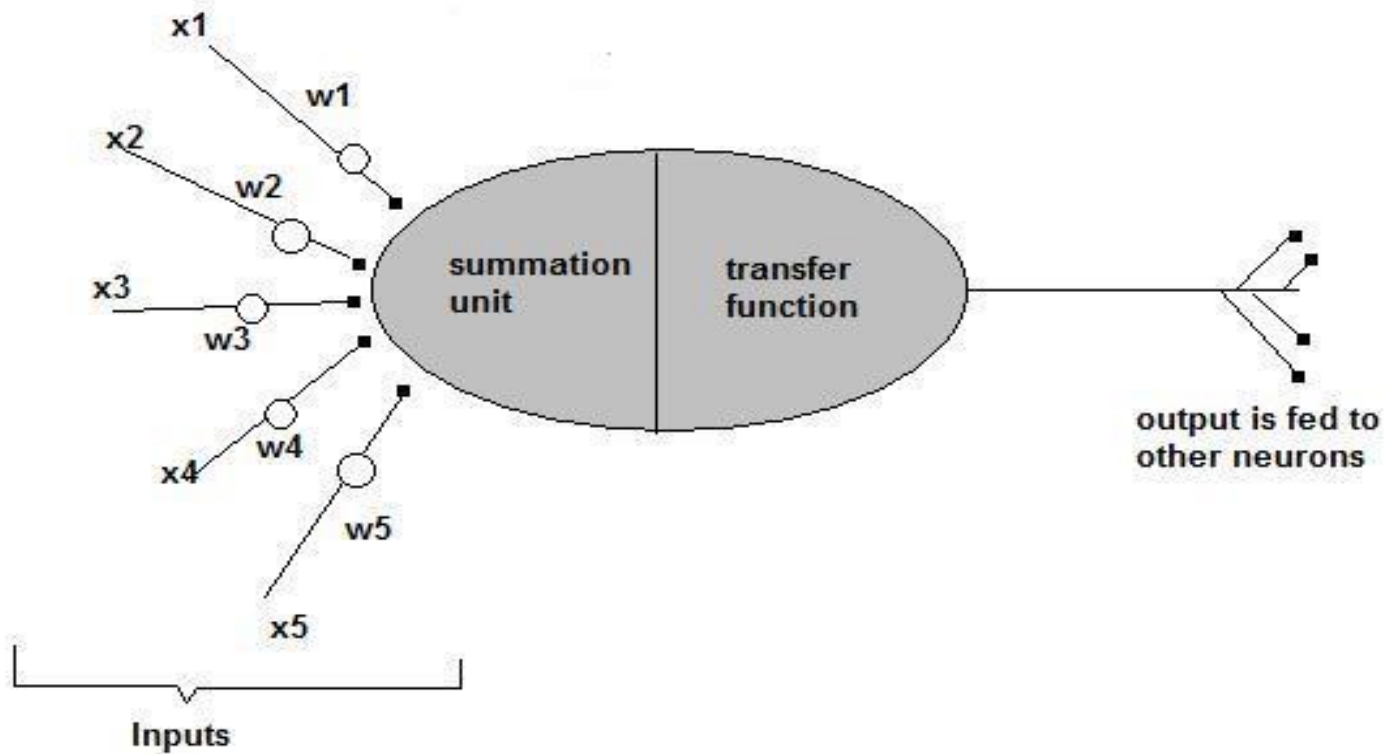 x1
w1
x2
w2
x3
w3
x4
w4
x5
w5
summation
unit
transfer
function
output is fed to
other neurons
Inputs